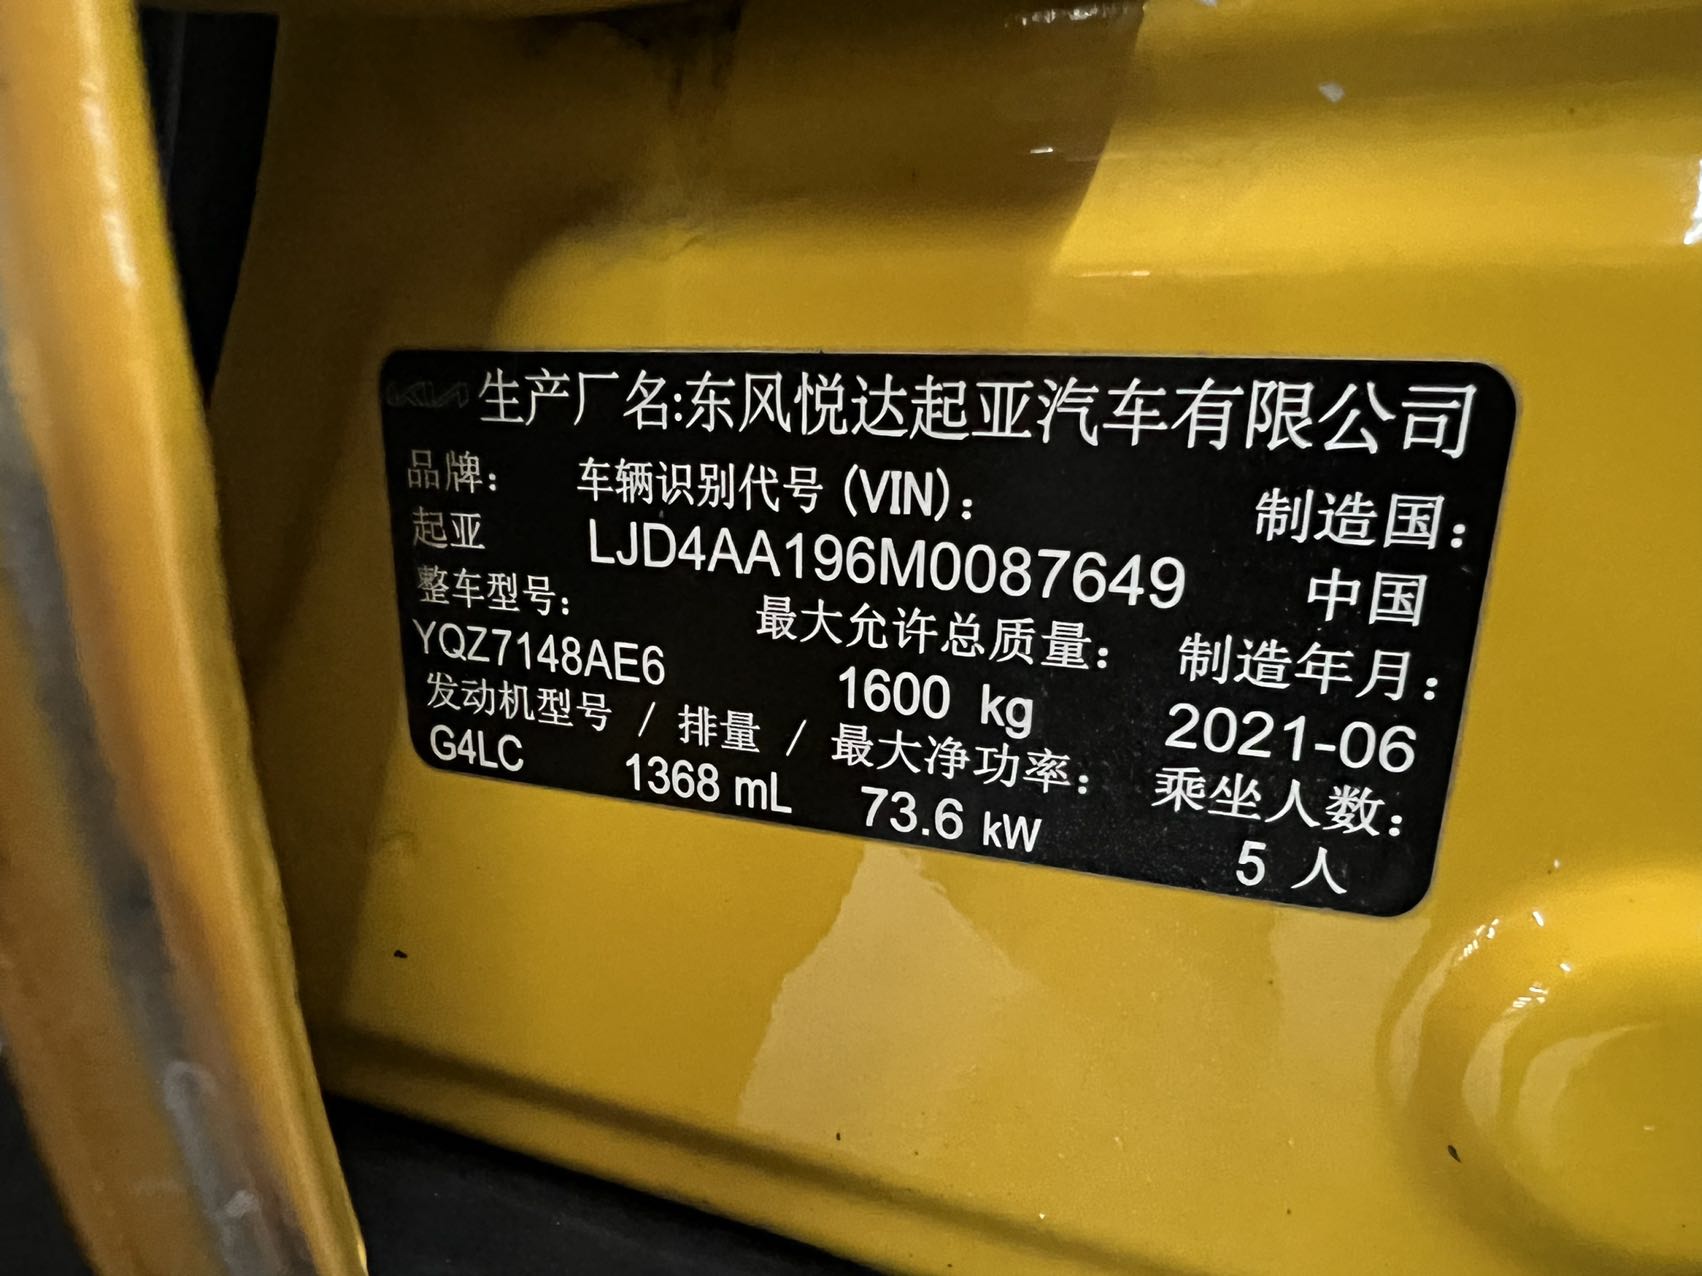 KIA 生产厂名:东风悦达起亚汽车有限公司
品牌: 车辆识别代号 (VIN): 制造国:
起亚 LJD4AA196M0087649 中国
整车型号: 最大允许总质量: 制造年月:
YQZ7148AE6 1600 kg 2021-06
发动机型号 / 排量 / 最大净功率: 乘坐人数:
G4LC 1368 mL 73.6 kW 5 人